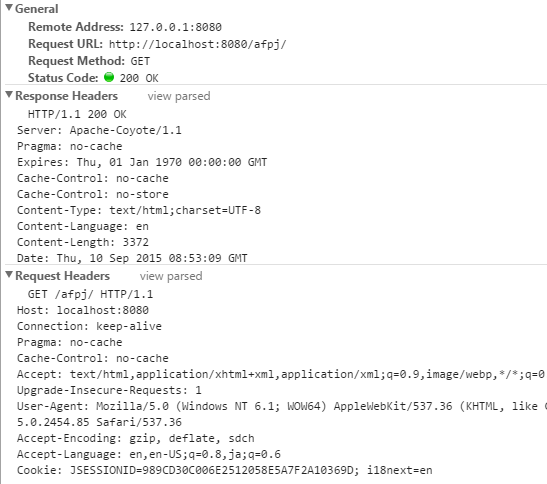 General
Remote Address: 127.0.0.1:8080
Request URL: http://localhost:8080/afpj/
Request Method: GET
Status Code: 200 OK
Response Headers view parsed
HTTP/1.1 200 OK
Server: Apache-Coyote/1.1
Pragma: no-cache
Expires: Thu, 01 Jan 1970 00:00:00 GMT
Cache-Control: no-cache
Cache-Control: no-store
Content-Type: text/html;charset=UTF-8
Content-Language: en
Content-Length: 3372
Date: Thu, 10 Sep 2015 08:53:09 GMT
Request Headers view parsed
GET /afpj/ HTTP/1.1
Host: localhost:8080
Connection: keep-alive
Pragma: no-cache
Cache-Control: no-cache
Accept: text/html,application/xhtml+xml,application/xml;q=0.9,image/webp,*/*;q=0
Upgrade-Insecure-Requests: 1
User-Agent: Mozilla/5.0 (Windows NT 6.1; WOW64) AppleWebKit/537.36 (KHTML, like
5.0.2454.85 Safari/537.36
Accept-Encoding: gzip, deflate, sdch
Accept-Language: en,en-US;q=0.8,ja;q=0.6
Cookie: JSESSIONID=989CD30C006E2512058E5A7F2A10369D; i18next=en